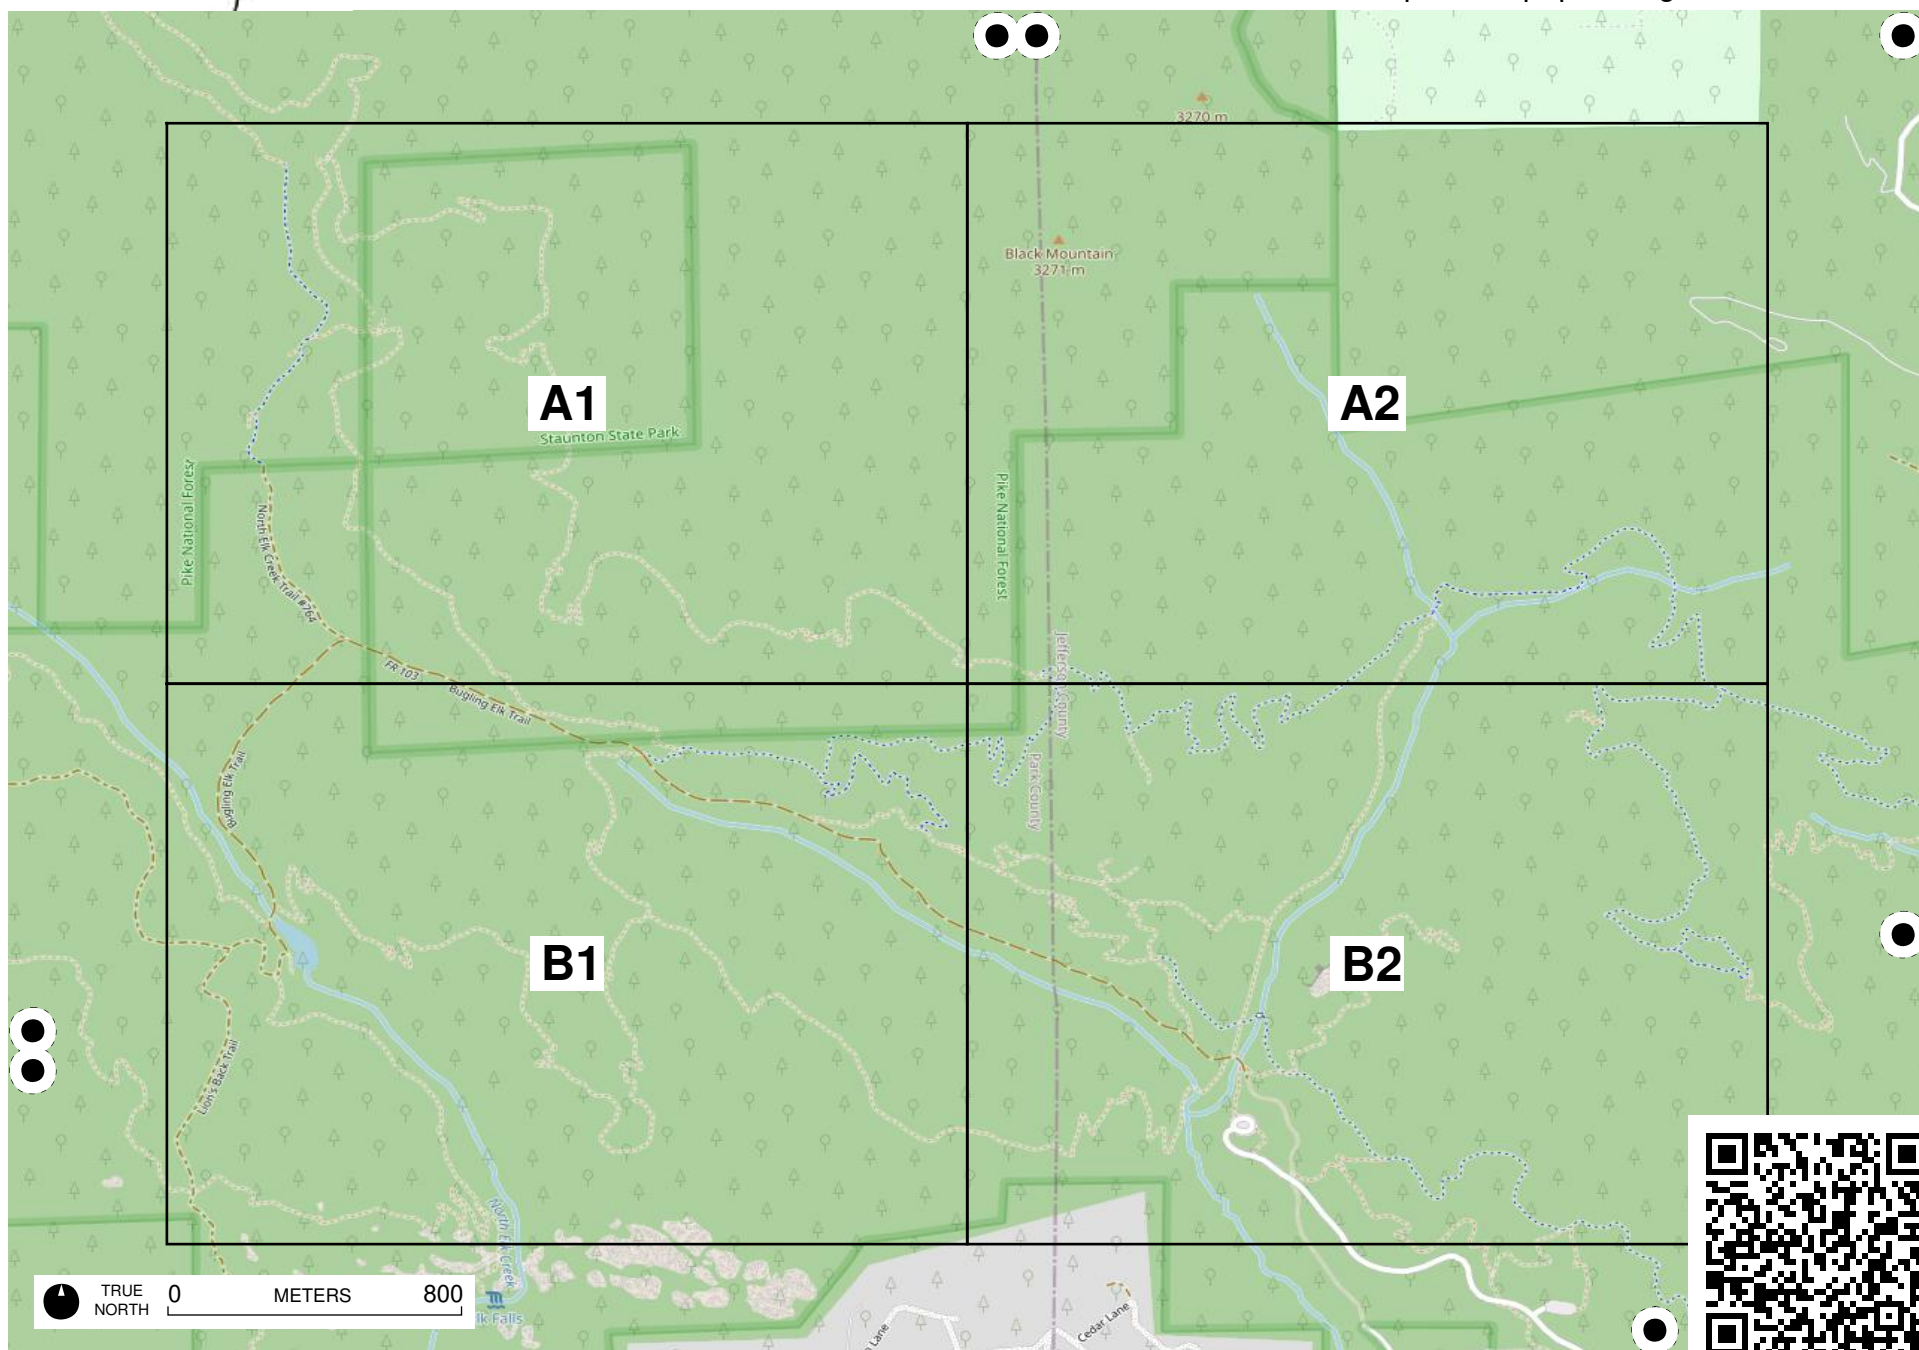 3270 m
Black Mountain
3271 m
A1
A2
Staunton State Park
Pike National Forest
North Elk Creek Trail #764
Pike National Forest
FR 103
Bugling Elk Trail
Jefferson County
Park County
Bugling Elk Trail
B1
B2
Lion's Back Trail
North Elk Creek
TRUE
NORTH
0 METERS 800
lk Falls
Lane
Cedar Lane